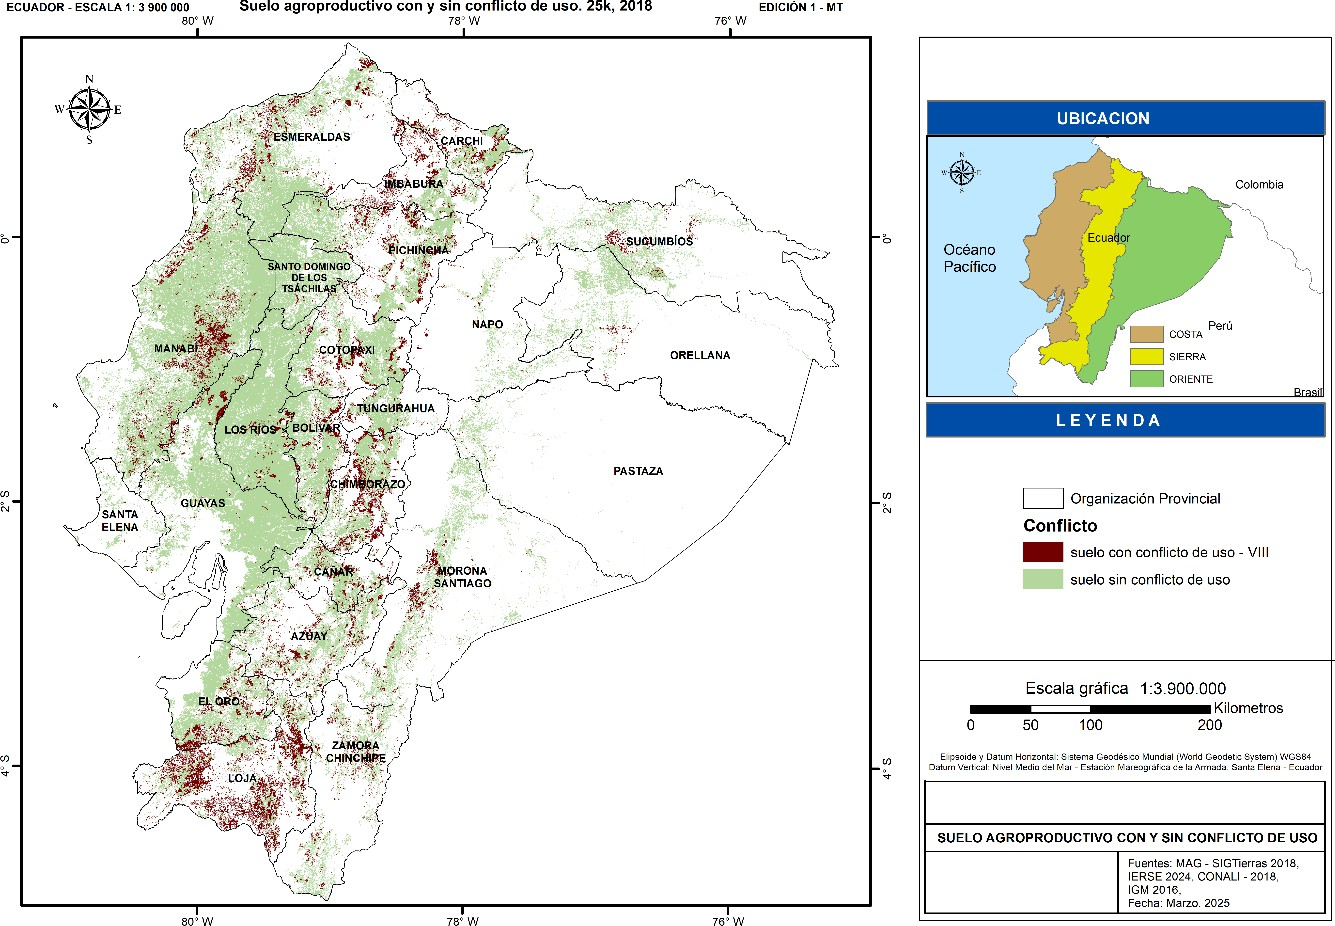 ECUADOR - ESCALA 1: 3 900 000
Suelo agroproductivo con y sin conflicto de uso. 25k, 2018
EDICIÓN 1 - MT
80° W
78° W
76° W
N
W
E
S
ESMERALDAS
CARCHI
IMBABURA
SUCUMBÍOS
PICHINCHA
SANTO DOMINGO
DE LOS
TSÁCHILAS
NAPO
MANABÍ
COTOPAXI
ORELLANA
TUNGURAHUA
LOS RÍOS
BOLÍVAR
PASTAZA
CHIMBORAZO
GUAYAS
SANTA
ELENA
CAÑAR
MORONA
SANTIAGO
AZUAY
EL ORO
ZAMORA
CHINCHIPE
LOJA
0°
2° S
4° S
0°
2° S
4° S
80° W
78° W
76° W
UBICACION
N
W
E
S
Colombia
Ecuador
Océano
Pacífico
Perú
COSTA
SIERRA
ORIENTE
Brasil
LEYENDA
Organización Provincial
Conflicto
suelo con conflicto de uso - VIII
suelo sin conflicto de uso
Escala gráfica 1:3.900.000
Kilometros
0 50 100 200
Elipsoide y Datum Horizontal: Sistema Geodésico Mundial (World Geodetic System) WGS84
Datum Vertical: Nivel Medio del Mar - Estación Mareográfica de la Armada. Santa Elena - Ecuador
SUELO AGROPRODUCTIVO CON Y SIN CONFLICTO DE USO
Fuentes: MAG - SIGTierras 2018,
IERSE 2024, CONALI - 2018,
IGM 2016,
Fecha: Marzo. 2025